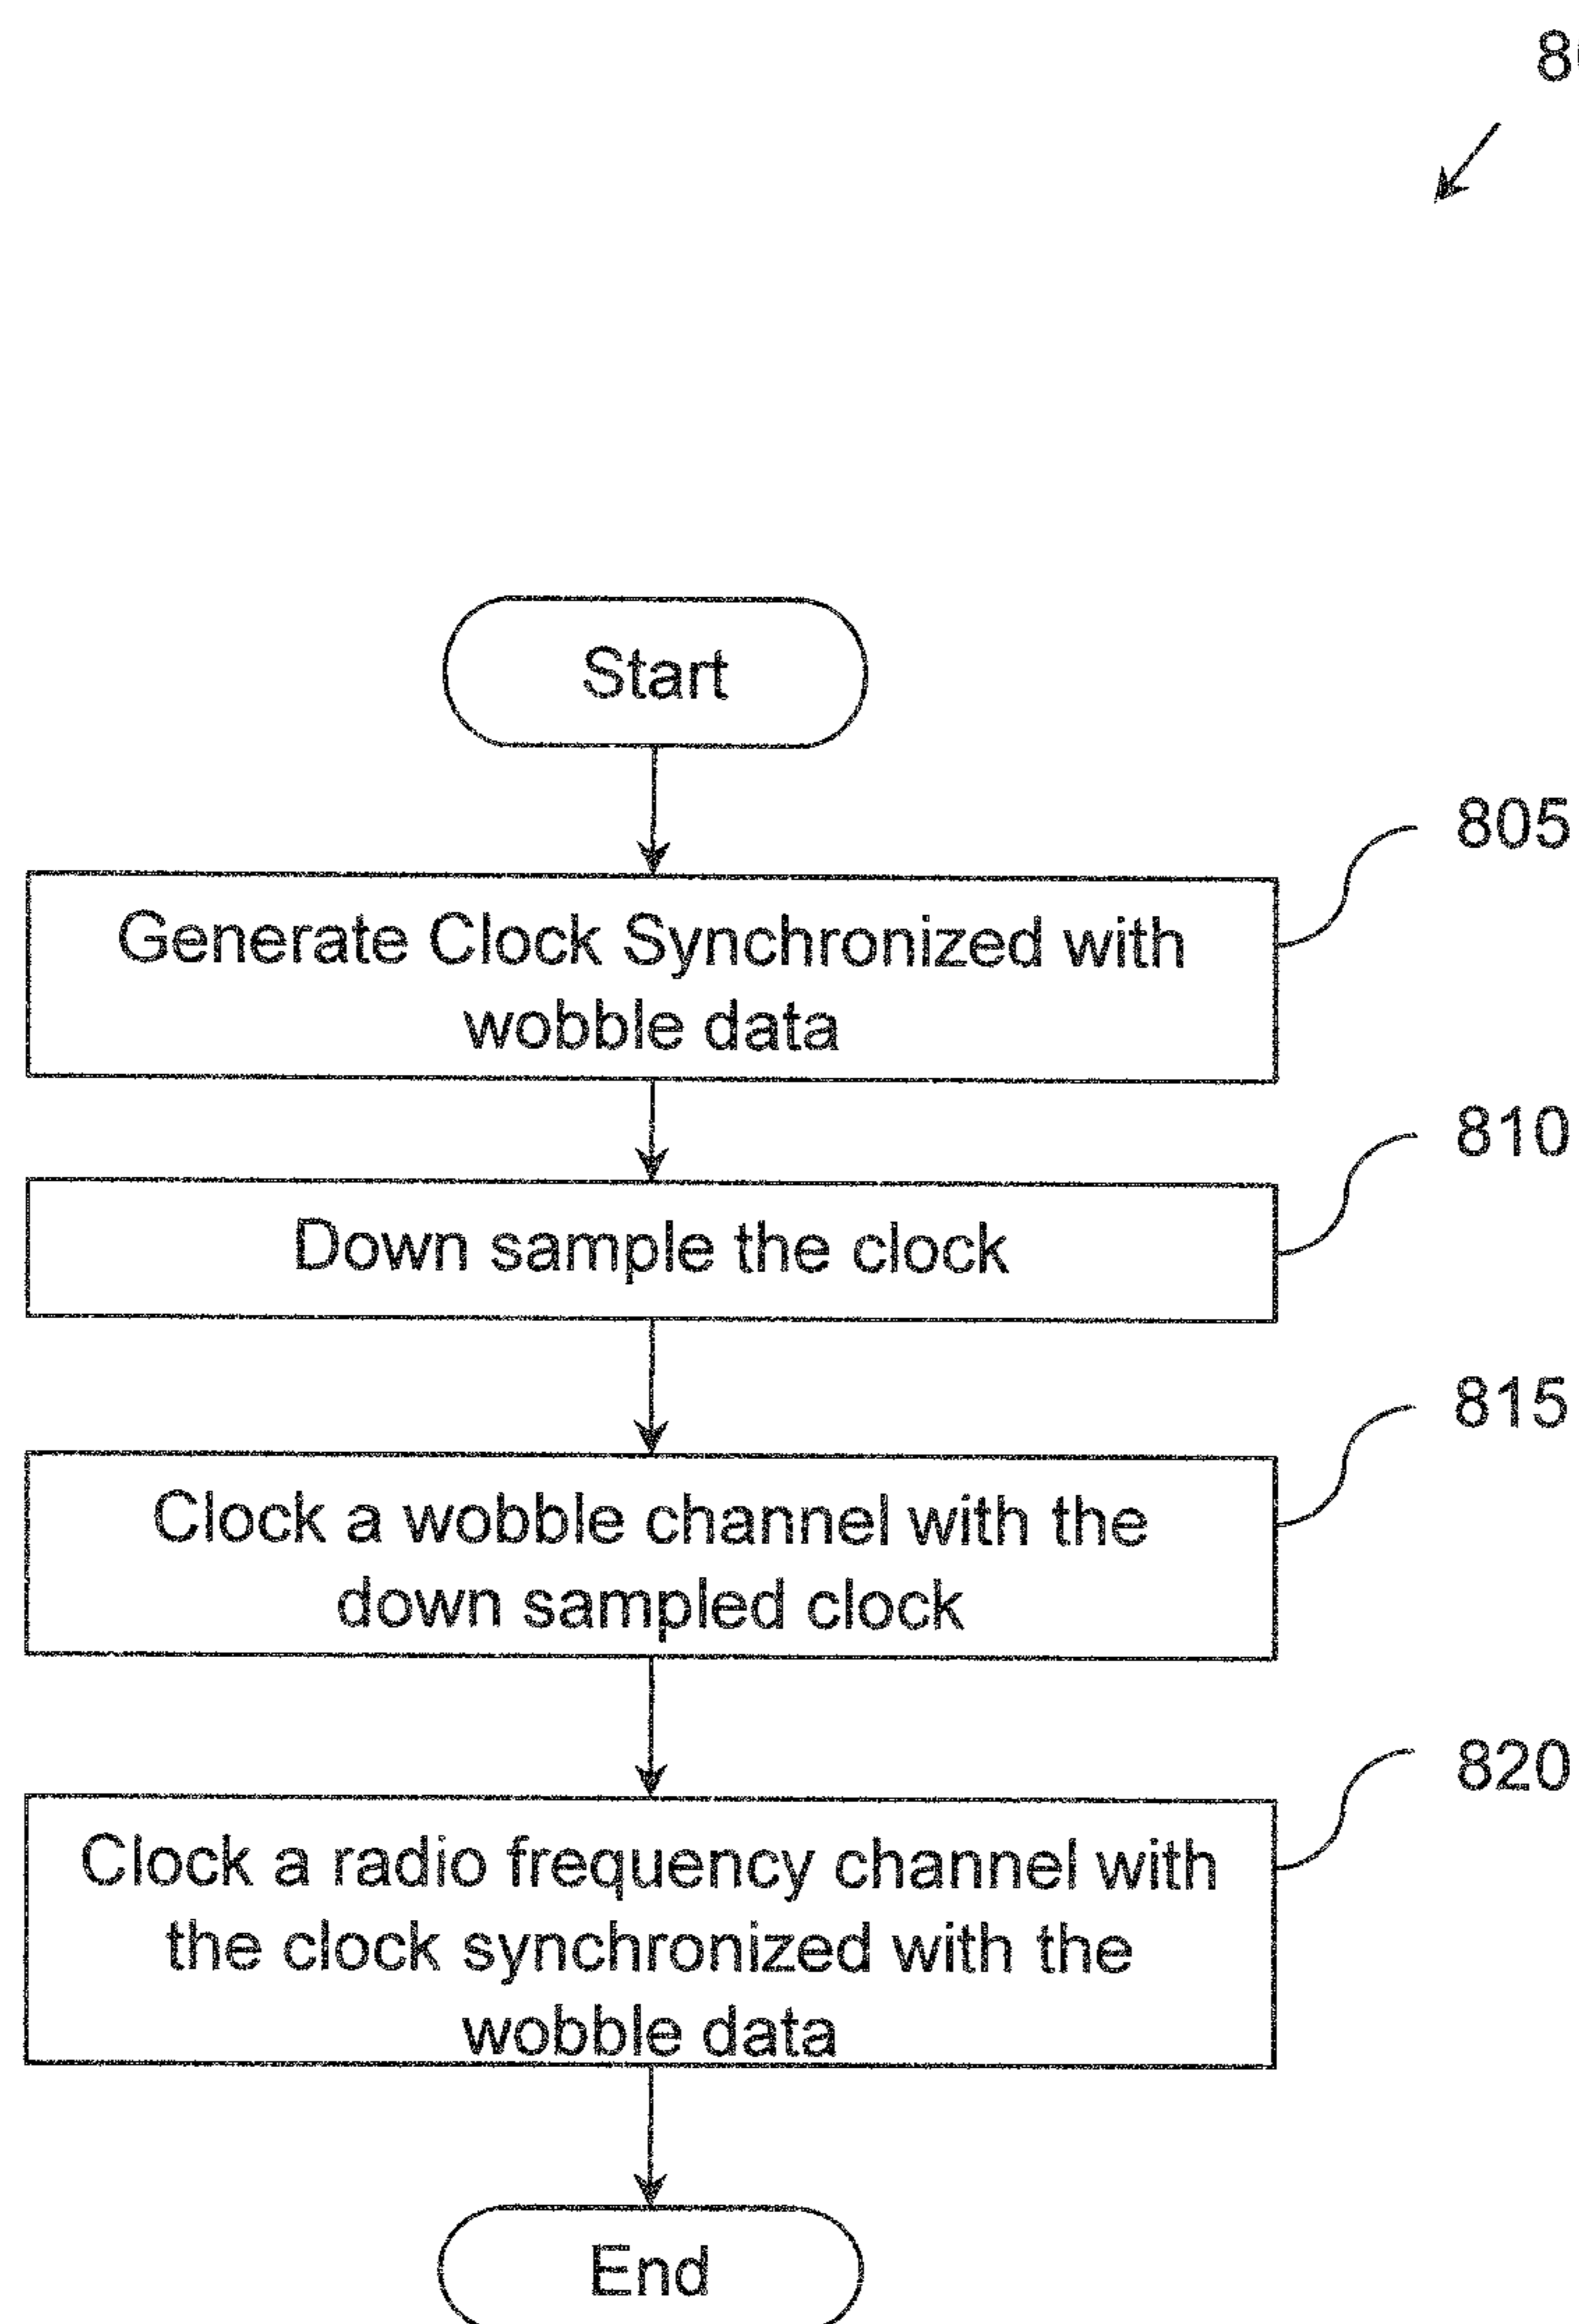 Start
805
Generate Clock Synchronized with
wobble data
810
Down sample the clock
815
Clock a wobble channel with the
down sampled clock
820
Clock a radio frequency channel with
the clock synchronized with the
wobble data
End